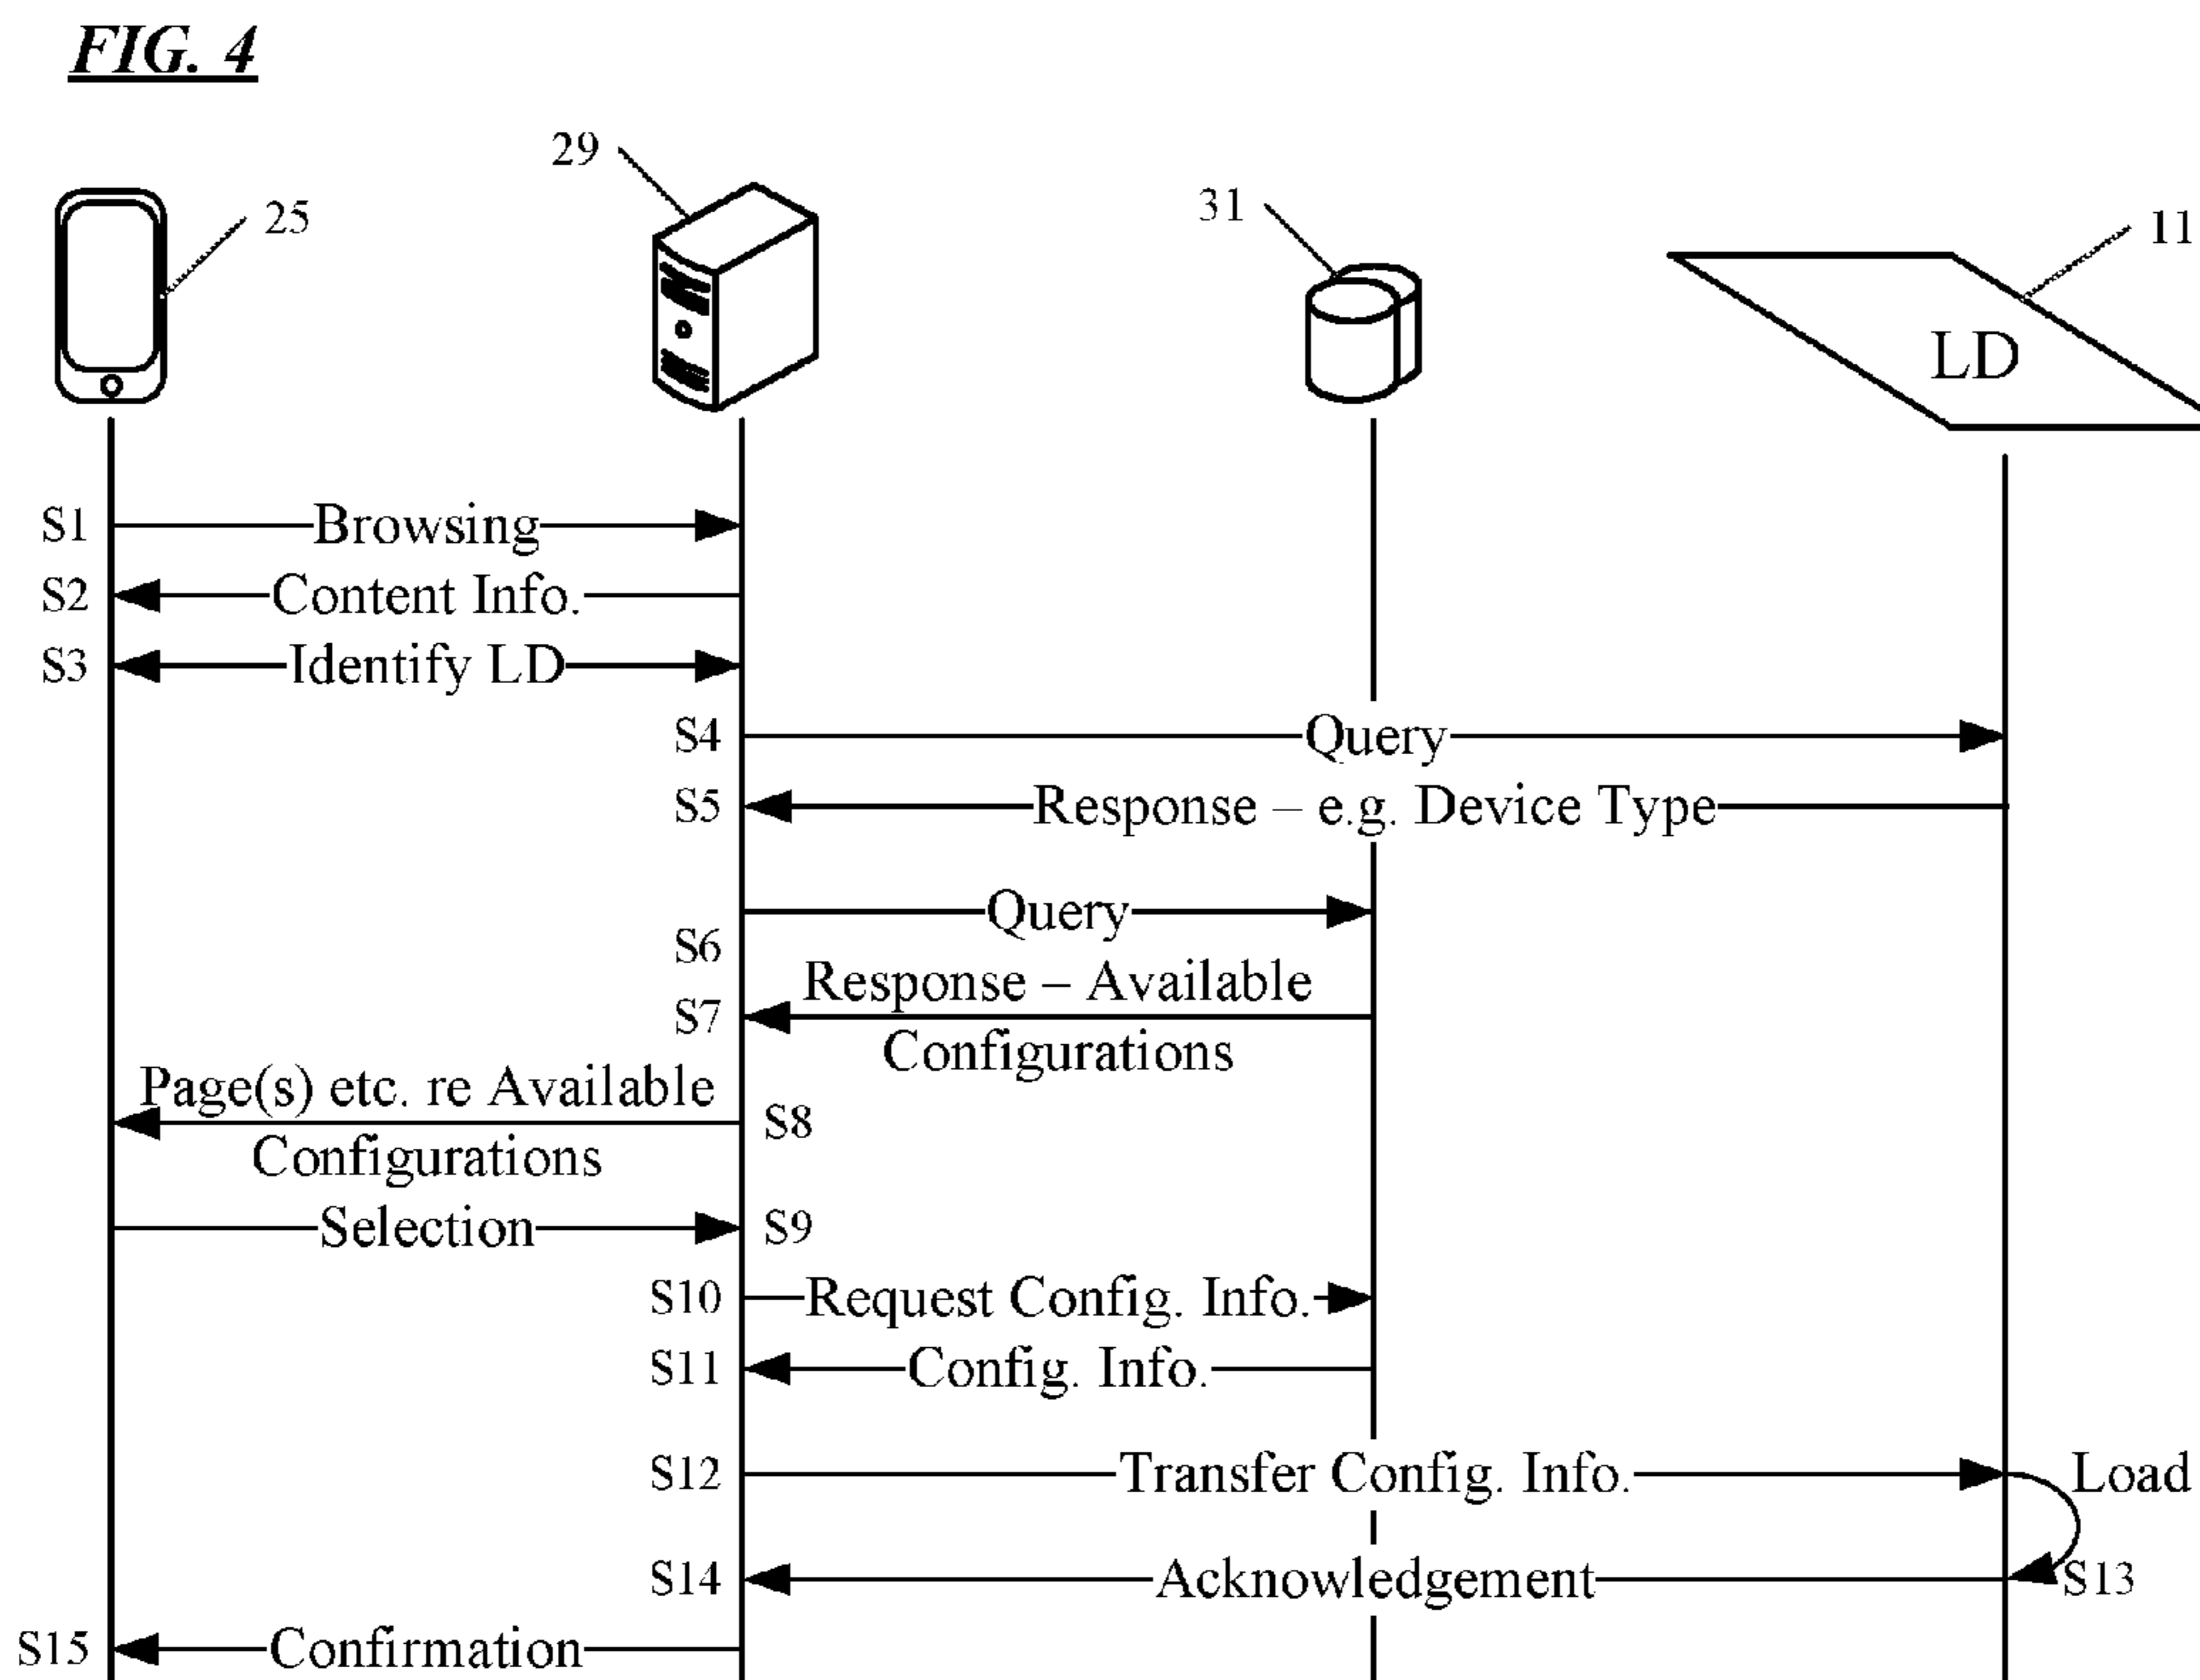 FIG. 4
29
25
31
11
LD
S1 Browsing
S2 Content Info.
S3 Identify LD
S4 Query
S5 Response – e.g. Device Type
Query
S6
Response – Available
S7
Configurations
Page(s) etc. re Available
S8
Configurations
Selection S9
S10 Request Config. Info.
S11 Config. Info.
S12 Transfer Config. Info. Load
S14 Acknowledgement S13
S15 Confirmation